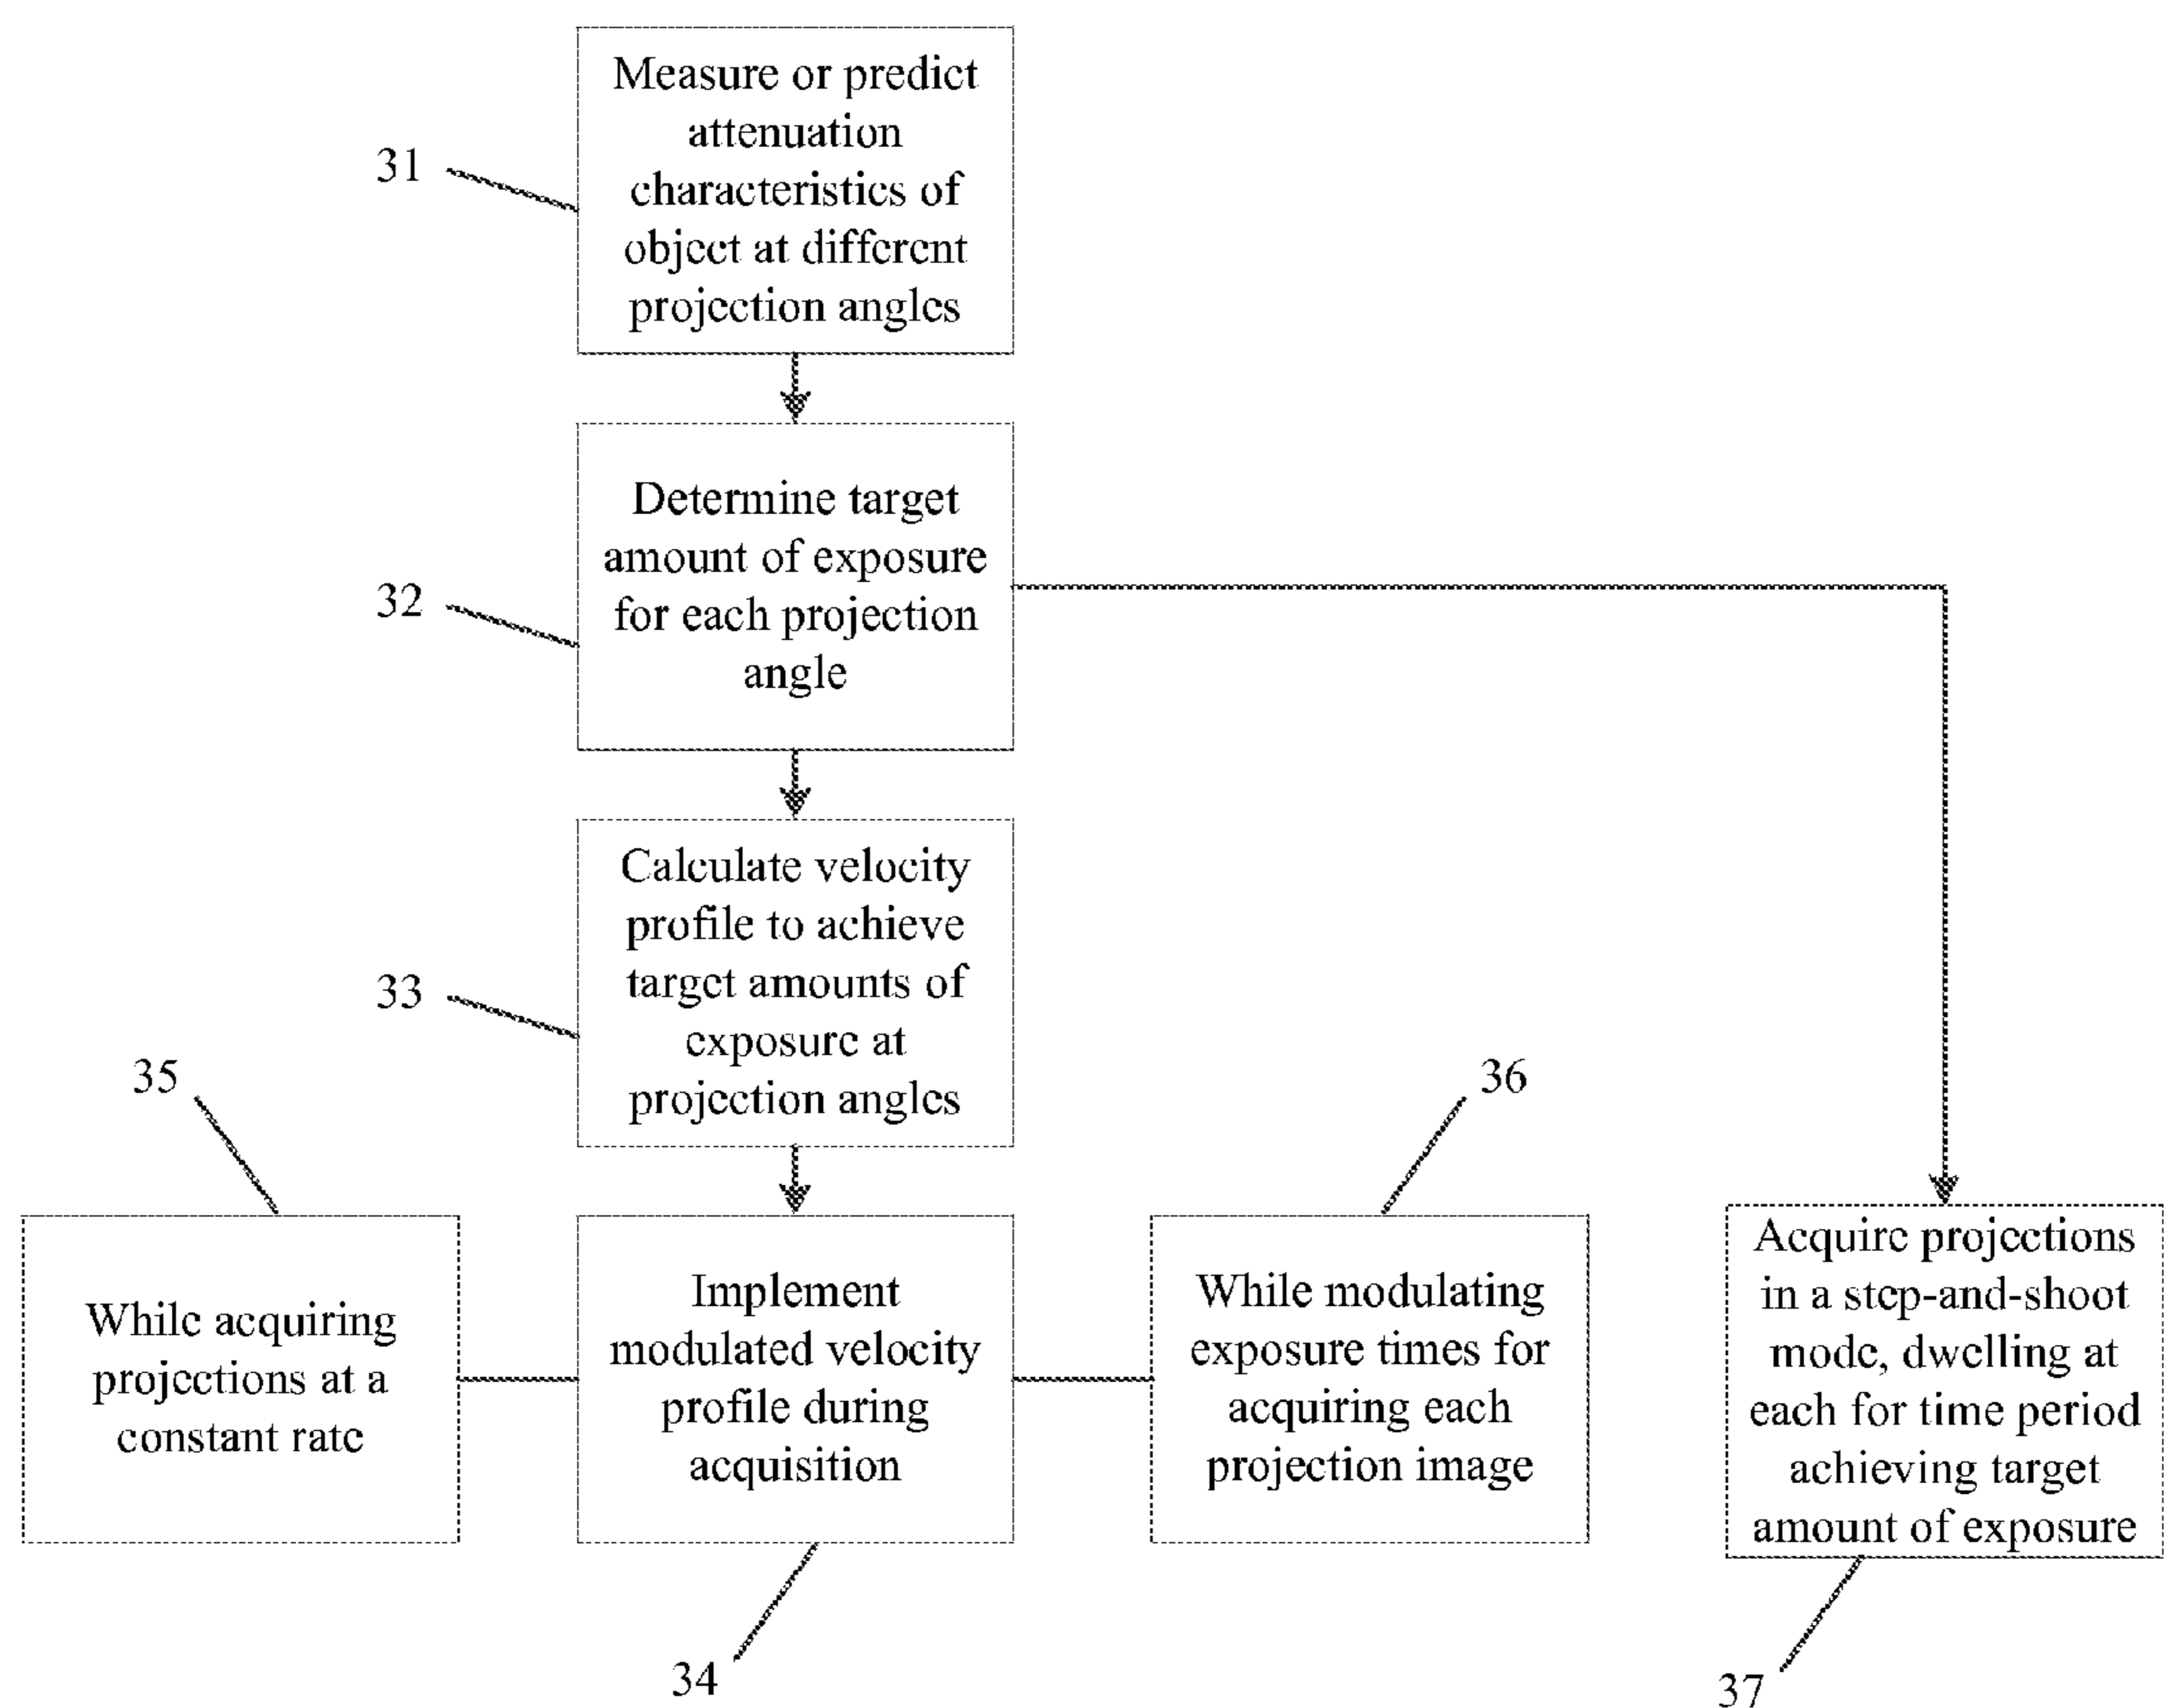 Measure or predict
attenuation
characteristics of
object at different
projection angles
31
Determine target
amount of exposure
for each projection
angle
32
Calculate velocity
profile to achieve
target amounts of
exposure at
projection angles
33
35
36
While acquiring
projections at a
constant rate
Implement
modulated velocity
profile during
acquisition
While modulating
exposure times for
acquiring each
projection image
Acquire projections
in a step-and-shoot
mode, dwelling at
each for time period
achieving target
amount of exposure
34
37